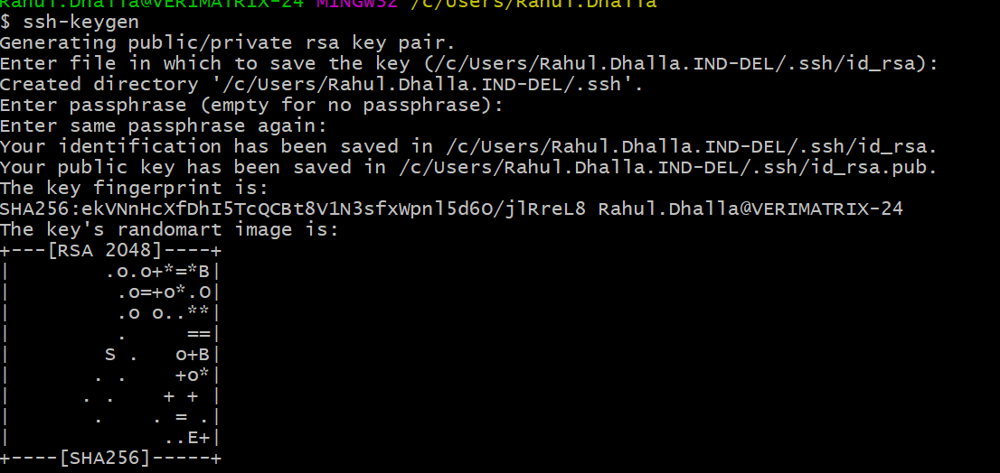 Rahul.Dhalla@VERIMATRIX-24 MINGW32 /c/Users/Rahul.Dhalla
$ ssh-keygen
Generating public/private rsa key pair.
Enter file in which to save the key (/c/Users/Rahul.Dhalla.IND-DEL/.ssh/id_rsa):
Created directory '/c/Users/Rahul.Dhalla.IND-DEL/.ssh'.
Enter passphrase (empty for no passphrase):
Enter same passphrase again:
Your identification has been saved in /c/Users/Rahul.Dhalla.IND-DEL/.ssh/id_rsa.
Your public key has been saved in /c/Users/Rahul.Dhalla.IND-DEL/.ssh/id_rsa.pub.
The key fingerprint is:
SHA256:ekVNnHcXfDhI5TcQCBt8V1N3sfxWpnl5d6O/jlRreL8 Rahul.Dhalla@VERIMATRIX-24
The key's randomart image is:
+---[RSA 2048]----+
|        .o.o+*=*B|
|         .o=+o*.O|
|         .o o..**|
|         .     ==|
|        S .   o+B|
|       . .    +o*|
|      . .    + + |
|       .    . = .|
|             ..E+|
+----[SHA256]-----+